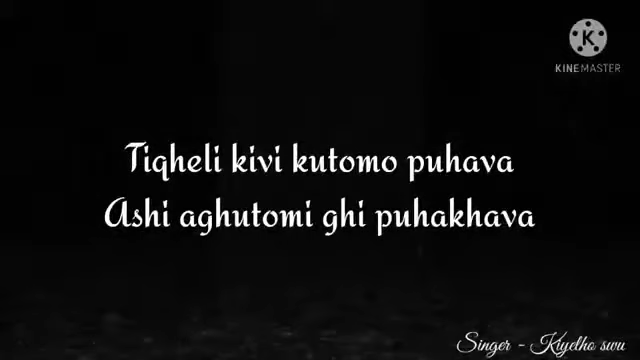 KINEMASTER
Tiqheli kivi kutomo puhava
Ashi aghutomi ghi puhakhava
Singer - Kiyelho swu